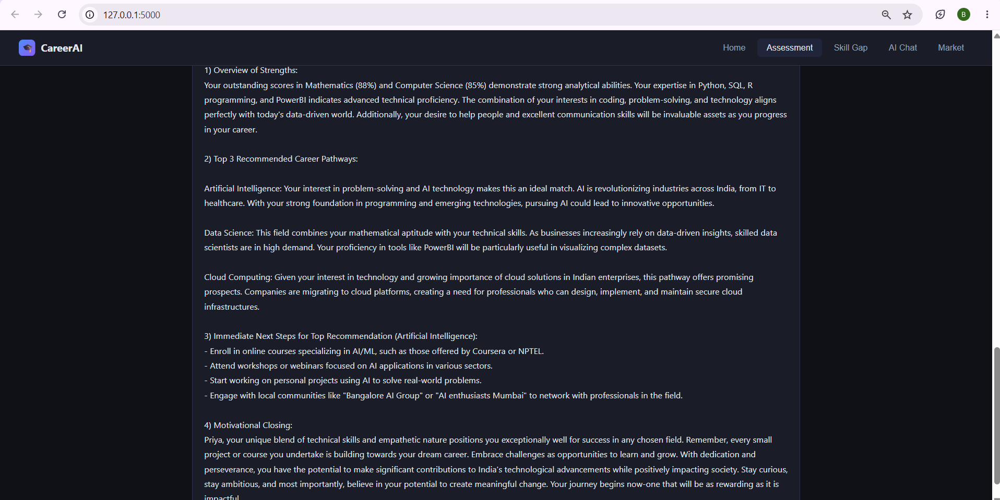 127.0.0.1:5000
B
CareerAI
Home
Assessment
Skill Gap
AI Chat
Market
1) Overview of Strengths:
Your outstanding scores in Mathematics (88%) and Computer Science (85%) demonstrate strong analytical abilities. Your expertise in Python, SQL, R
programming, and PowerBI indicates advanced technical proficiency. The combination of your interests in coding, problem-solving, and technology aligns
perfectly with today's data-driven world. Additionally, your desire to help people and excellent communication skills will be invaluable assets as you progress
in your career.
2) Top 3 Recommended Career Pathways:
Artificial Intelligence: Your interest in problem-solving and AI technology makes this an ideal match. AI is revolutionizing industries across India, from IT to
healthcare. With your strong foundation in programming and emerging technologies, pursuing AI could lead to innovative opportunities.
Data Science: This field combines your mathematical aptitude with your technical skills. As businesses increasingly rely on data-driven insights, skilled data
scientists are in high demand. Your proficiency in tools like PowerBI will be particularly useful in visualizing complex datasets.
Cloud Computing: Given your interest in technology and growing importance of cloud solutions in Indian enterprises, this pathway offers promising
prospects. Companies are migrating to cloud platforms, creating a need for professionals who can design, implement, and maintain secure cloud
infrastructures.
3) Immediate Next Steps for Top Recommendation (Artificial Intelligence):
- Enroll in online courses specializing in AI/ML, such as those offered by Coursera or NPTEL.
- Attend workshops or webinars focused on AI applications in various sectors.
- Start working on personal projects using AI to solve real-world problems.
- Engage with local communities like "Bangalore AI Group" or "AI enthusiasts Mumbai" to network with professionals in the field.
4) Motivational Closing:
Priya, your unique blend of technical skills and empathetic nature positions you exceptionally well for success in any chosen field. Remember, every small
project or course you undertake is building towards your dream career. Embrace challenges as opportunities to learn and grow. With dedication and
perseverance, you have the potential to make significant contributions to India's technological advancements while positively impacting society. Stay curious,
stay ambitious, and most importantly, believe in your potential to create meaningful change. Your journey begins now-one that will be as rewarding as it is
impactful